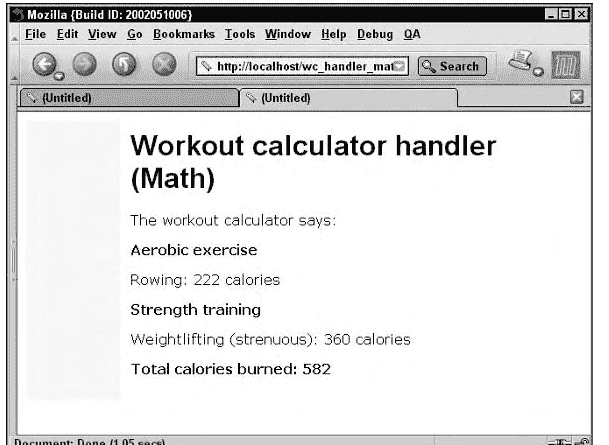 Mozilla {Build ID: 2002051006}
File Edit View Go Bookmarks Tools Window Help Debug QA
http://localhost/wc_handler_mat Search
(Untitled) (Untitled)
Workout calculator handler
(Math)
The workout calculator says:
Aerobic exercise
Rowing: 222 calories
Strength training
Weightlifting (strenuous): 360 calories
Total calories burned: 582
Document: Done (1.05 secs)